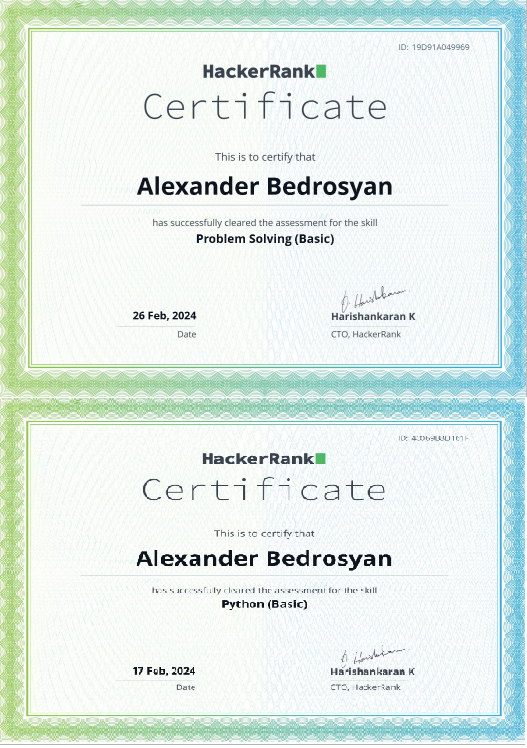 ID: 19D91A049969
HackerRank
Certificate
This is to certify that
Alexander Bedrosyan
has successfully cleared the assessment for the skill
Problem Solving (Basic)
26 Feb, 2024
Harishankaran K
Date
CTO, HackerRank
ID:
HackerRank
Certificate
This is to certify that
Alexander Bedrosyan
has successfully cleared the assessment for the skill
Python (Basic)
17 Feb, 2024
Harishankaran K
Date
CTO, HackerRank